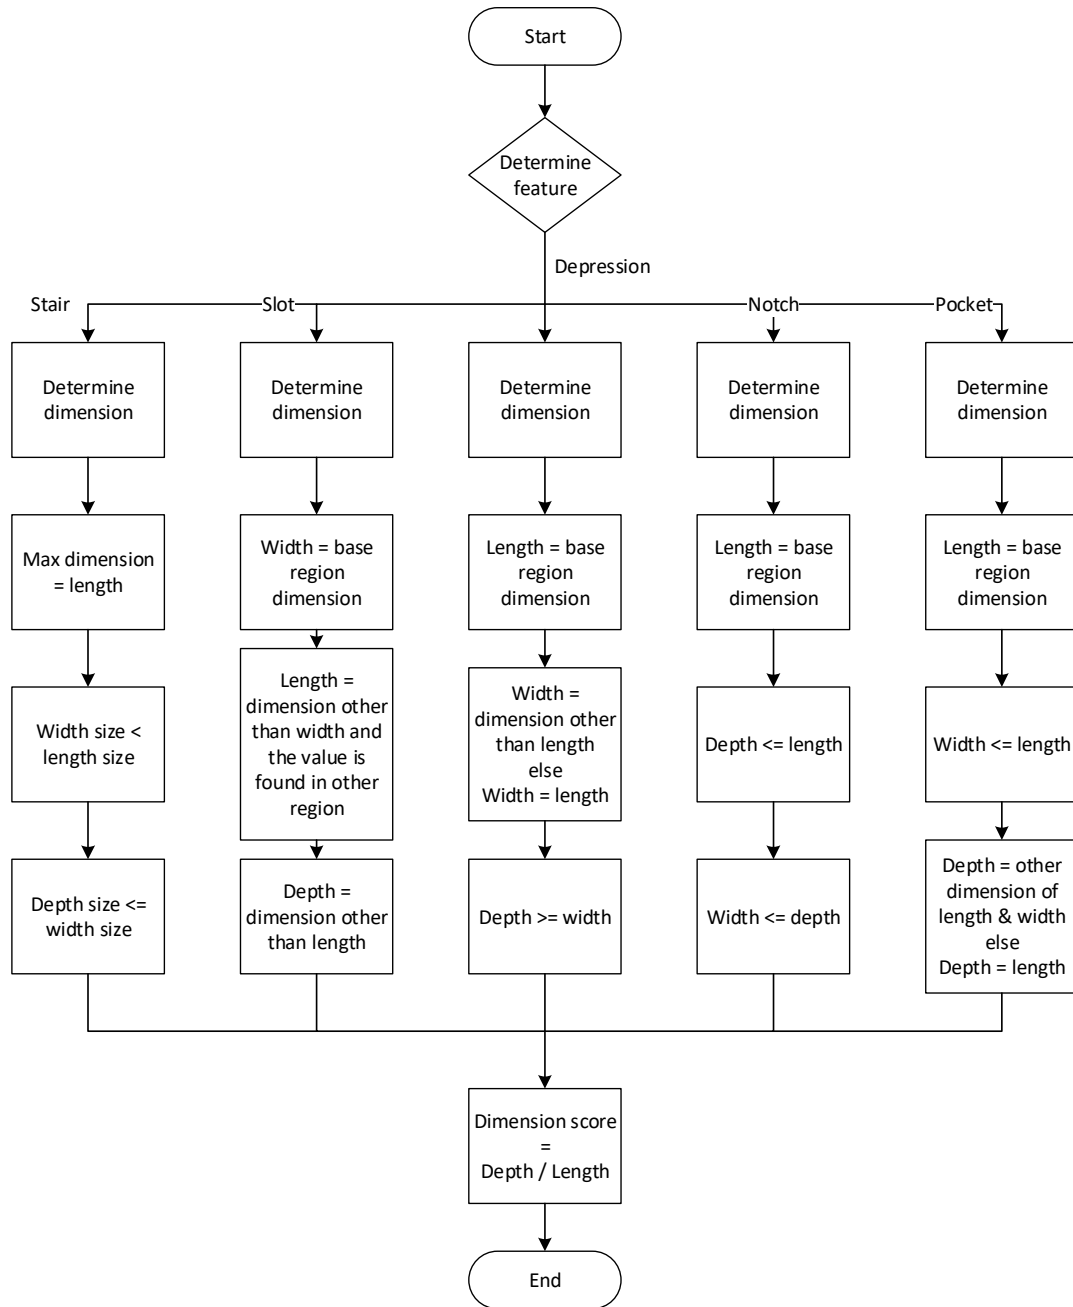 Start
Determine
feature
Depression
Stair
Slot
Notch
Pocket
Determine
dimension
Determine
dimension
Determine
dimension
Determine
dimension
Determine
dimension
Max dimension
= length
Width = base
region
dimension
Length = base
region
dimension
Length = base
region
dimension
Length = base
region
dimension
Width size <
length size
Length =
dimension other
than width and
the value is
found in other
region
Width =
dimension other
than length
else
Width = length
Depth <= length
Width <= length
Depth size <=
width size
Depth =
dimension other
than length
Depth >= width
Width <= depth
Depth = other
dimension of
length & width
else
Depth = length
Dimension score
=
Depth / Length
End